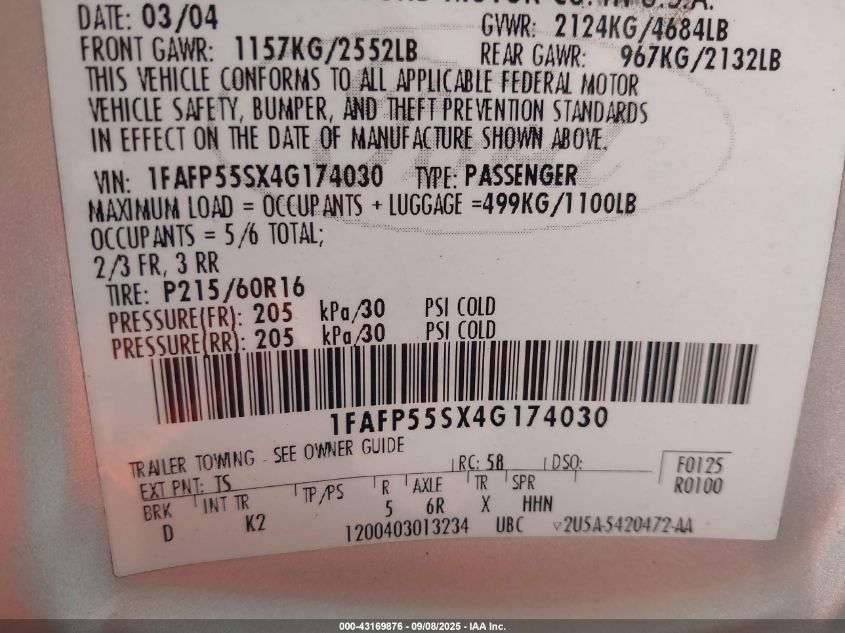 MOTOR CO. IN U.S.A.
DATE: 03/04 GVWR: 2124KG/4684LB
FRONT GAWR: 1157KG/2552LB REAR GAWR: 967KG/2132LB
THIS VEHICLE CONFORMS TO ALL APPLICABLE FEDERAL MOTOR
VEHICLE SAFETY, BUMPER, AND THEFT PREVENTION STANDARDS
IN EFFECT ON THE DATE OF MANUFACTURE SHOWN ABOVE.
VIN: 1FAFP55SX4G174030 TYPE: PASSENGER
MAXIMUM LOAD = OCCUPANTS + LUGGAGE =499KG/1100LB
OCCUPANTS = 5/6 TOTAL;
2/3 FR, 3 RR
TIRE: P215/60R16
PRESSURE(FR): 205 kPa/30 PSI COLD
PRESSURE(RR): 205 kPa/30 PSI COLD
1FAFP55SX4G174030
TRAILER TOWING - SEE OWNER GUIDE
RC: 58 DSO: F0125
EXT PNT: TS R0100
BRK INT TR TP/PS R AXLE TR SPR
D K2 5 6R X HHN
1200403013234 UBC v2U5A-5420472-AA
000-43169876 - 09/08/2025 - IAA Inc.